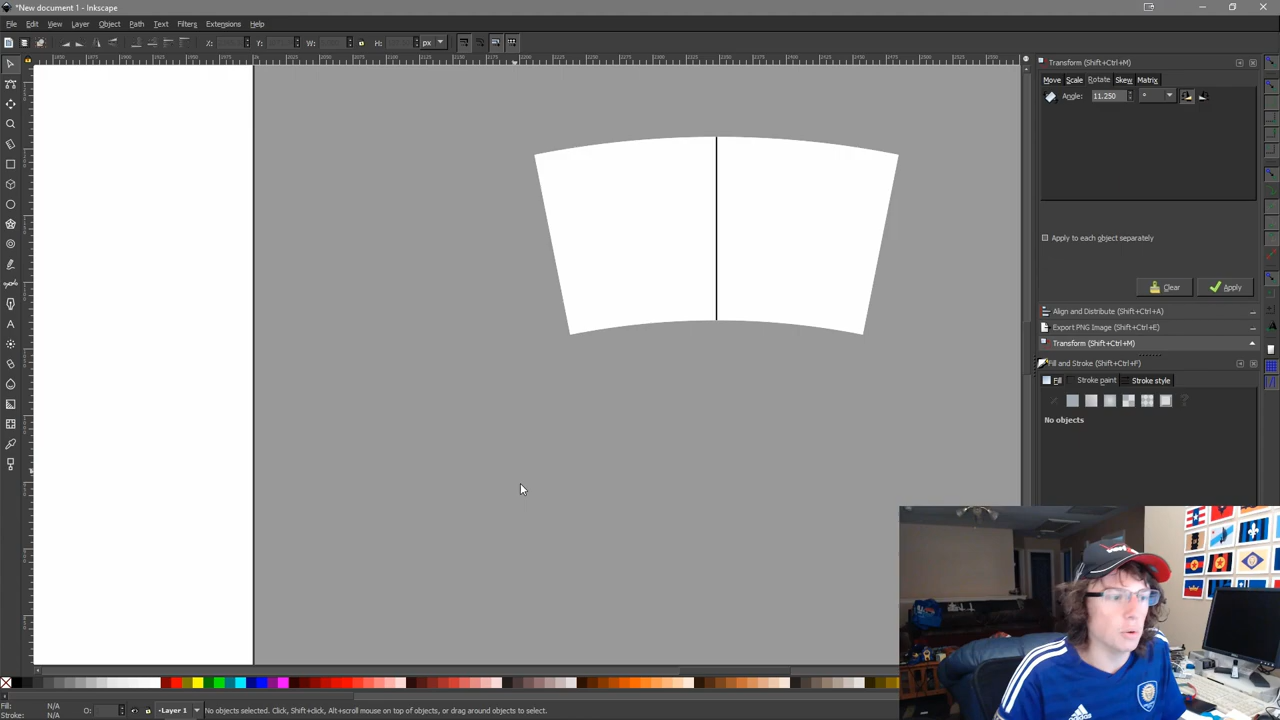 *New document 1 - Inkscape
File Edit View Layer Object Path Text Filters Extensions Help
X: Y: W: H: px
Transform (Shift+Ctrl+M)
Move Scale Rotate Skew Matrix
Angle: 11.250 °
Apply to each object separately
Clear Apply
Align and Distribute (Shift+Ctrl+A)
Export PNG Image (Shift+Ctrl+E)
Transform (Shift+Ctrl+M)
Fill and Stroke (Shift+Ctrl+F)
Fill Stroke paint Stroke style
?
No objects
Fill: N/A
Stroke: N/A
O:
Layer 1
No objects selected. Click, Shift+click, Alt+scroll mouse on top of objects, or drag around objects to select.